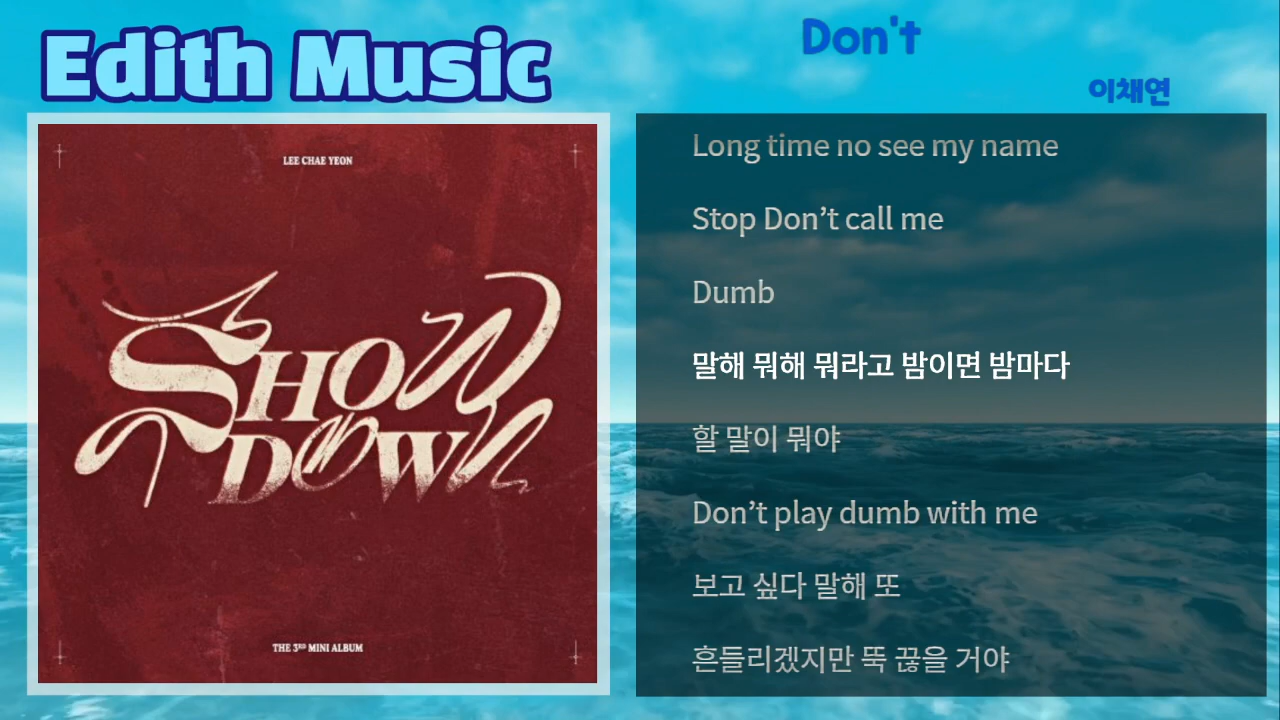 Edith Music
Don't
이채연
LEE CHAE YEON
SHOW
DOWN
THE 3RD MINI ALBUM
Long time no see my name
Stop Don’t call me
Dumb
말해 뭐해 뭐라고 밤이면 밤마다
할 말이 뭐야
Don’t play dumb with me
보고 싶다 말해 또
흔들리겠지만 뚝 끊을 거야